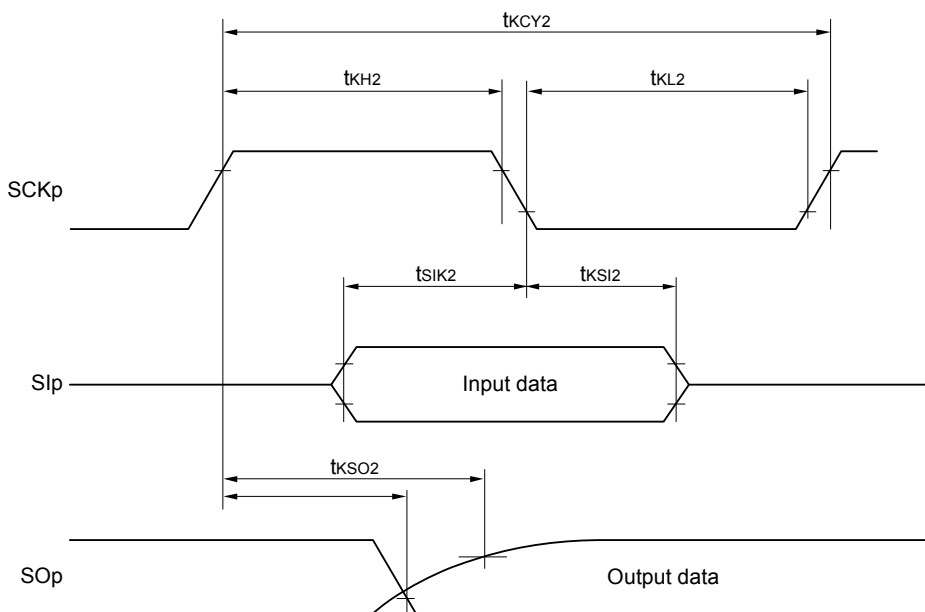 tKCY2
tKH2
tKL2
SCKp
tSIK2
tKSI2
SIp
Input data
tKSO2
SOp
Output data